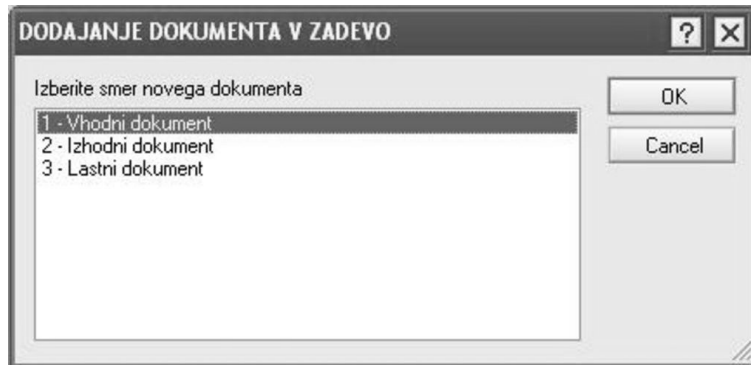 DODAJANJE DOKUMENTA V ZADEVO
Izberite smer novega dokumenta
OK
1 - Vhodni dokument
Cancel
2 - Izhodni dokument
3 - Lastni dokument